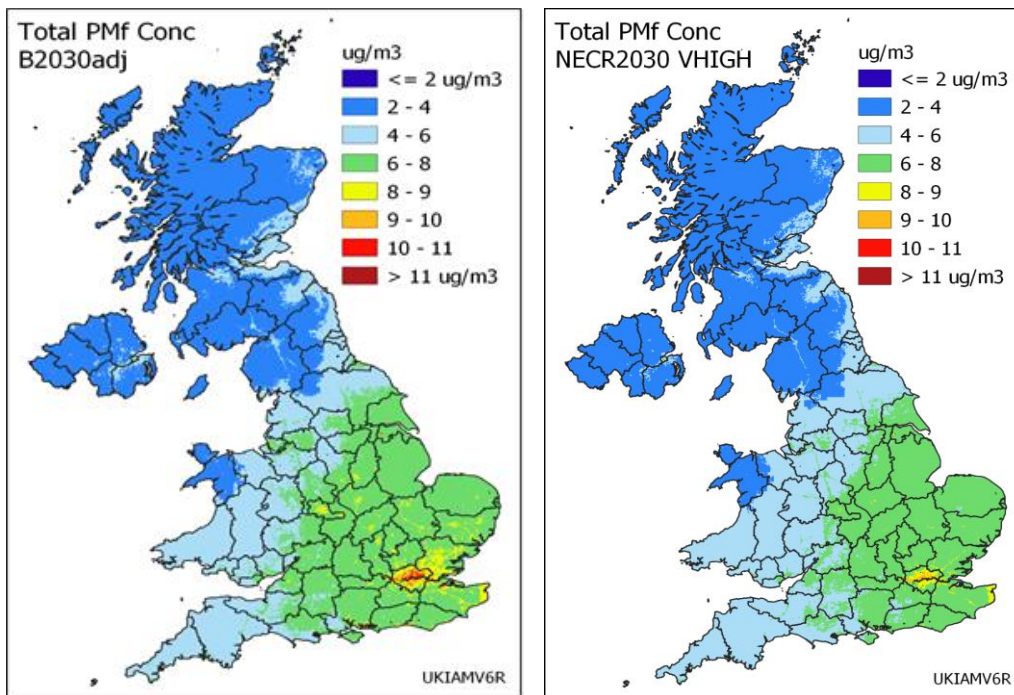 Total PMf Conc
B2030adj
ug/m3
<= 2 ug/m3
2 - 4
4 - 6
6 - 8
8 - 9
9 - 10
10 - 11
> 11 ug/m3
UKIAMV6R
Total PMf Conc
NECR2030 VHIGH
ug/m3
<= 2 ug/m3
2 - 4
4 - 6
6 - 8
8 - 9
9 - 10
10 - 11
> 11 ug/m3
UKIAMV6R